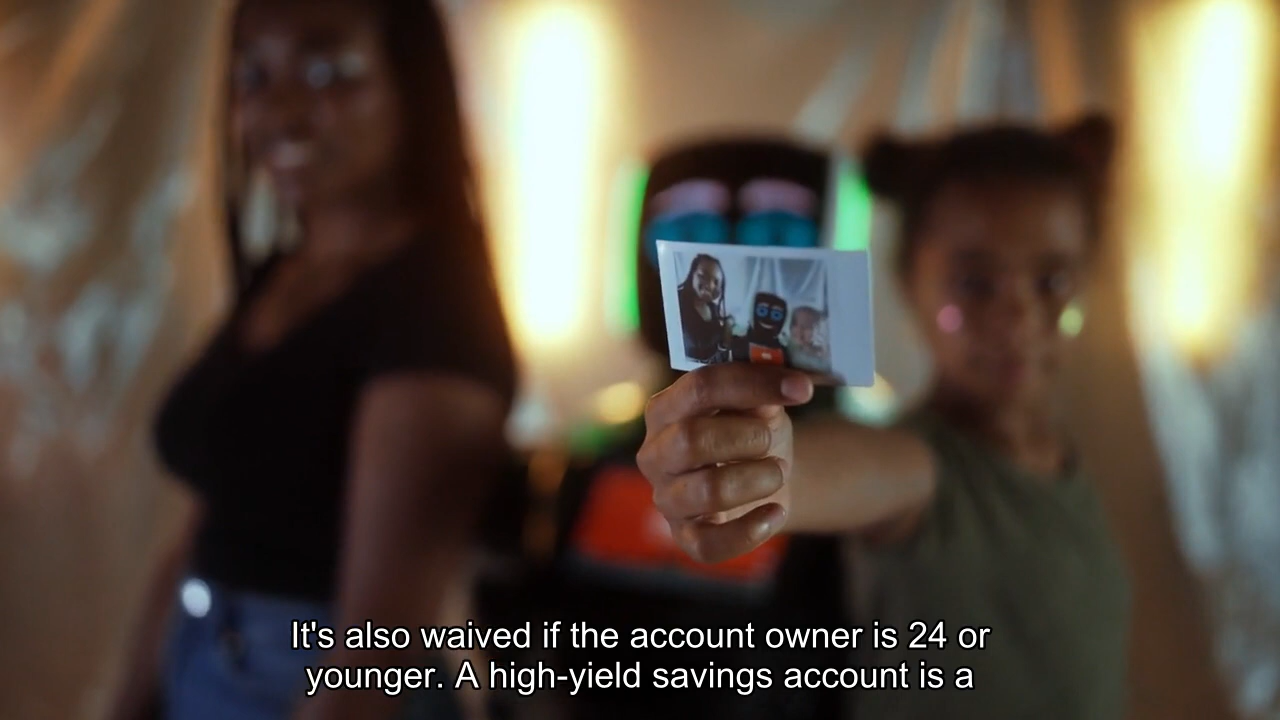 It's also waived if the account owner is 24 or
younger. A high-yield savings account is a